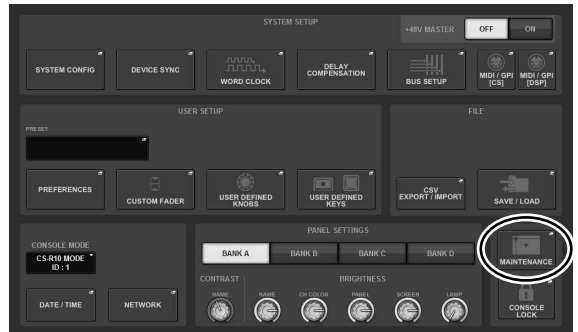 SYSTEM SETUP
+48V MASTER
OFF
ON
SYSTEM CONFIG
DEVICE SYNC
WORD CLOCK
DELAY
COMPENSATION
BUS SETUP
MIDI / GPI
[CS]
MIDI / GPI
[DSP]
USER SETUP
PRESET
PREFERENCES
CUSTOM FADER
USER DEFINED
KNOBS
USER DEFINED
KEYS
FILE
CSV
EXPORT / IMPORT
SAVE / LOAD
CONSOLE MODE
CS-R10 MODE
ID : 1
DATE / TIME
NETWORK
PANEL SETTINGS
BANK A
BANK B
BANK C
BANK D
CONTRAST
BRIGHTNESS
NAME
NAME
CH COLOR
PANEL
SCREEN
LAMP
MAINTENANCE
CONSOLE
LOCK